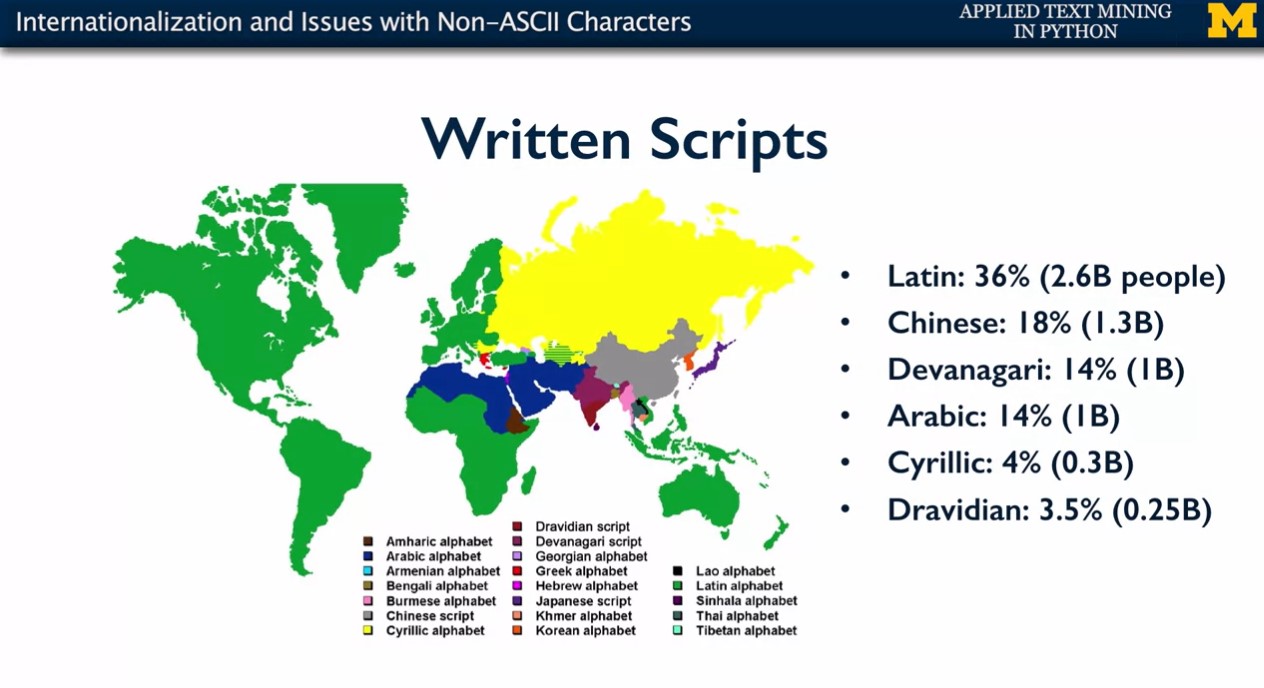 Internationalization and Issues with Non-ASCII Characters
APPLIED TEXT MINING
IN PYTHON
M
Written Scripts
• Latin: 36% (2.6B people)
• Chinese: 18% (1.3B)
• Devanagari: 14% (1B)
• Arabic: 14% (1B)
• Cyrillic: 4% (0.3B)
• Dravidian: 3.5% (0.25B)
Amharic alphabet
Arabic alphabet
Armenian alphabet
Bengali alphabet
Burmese alphabet
Chinese script
Cyrillic alphabet
Dravidian script
Devanagari script
Georgian alphabet
Greek alphabet
Hebrew alphabet
Japanese script
Khmer alphabet
Korean alphabet
Lao alphabet
Latin alphabet
Sinhala alphabet
Thai alphabet
Tibetan alphabet